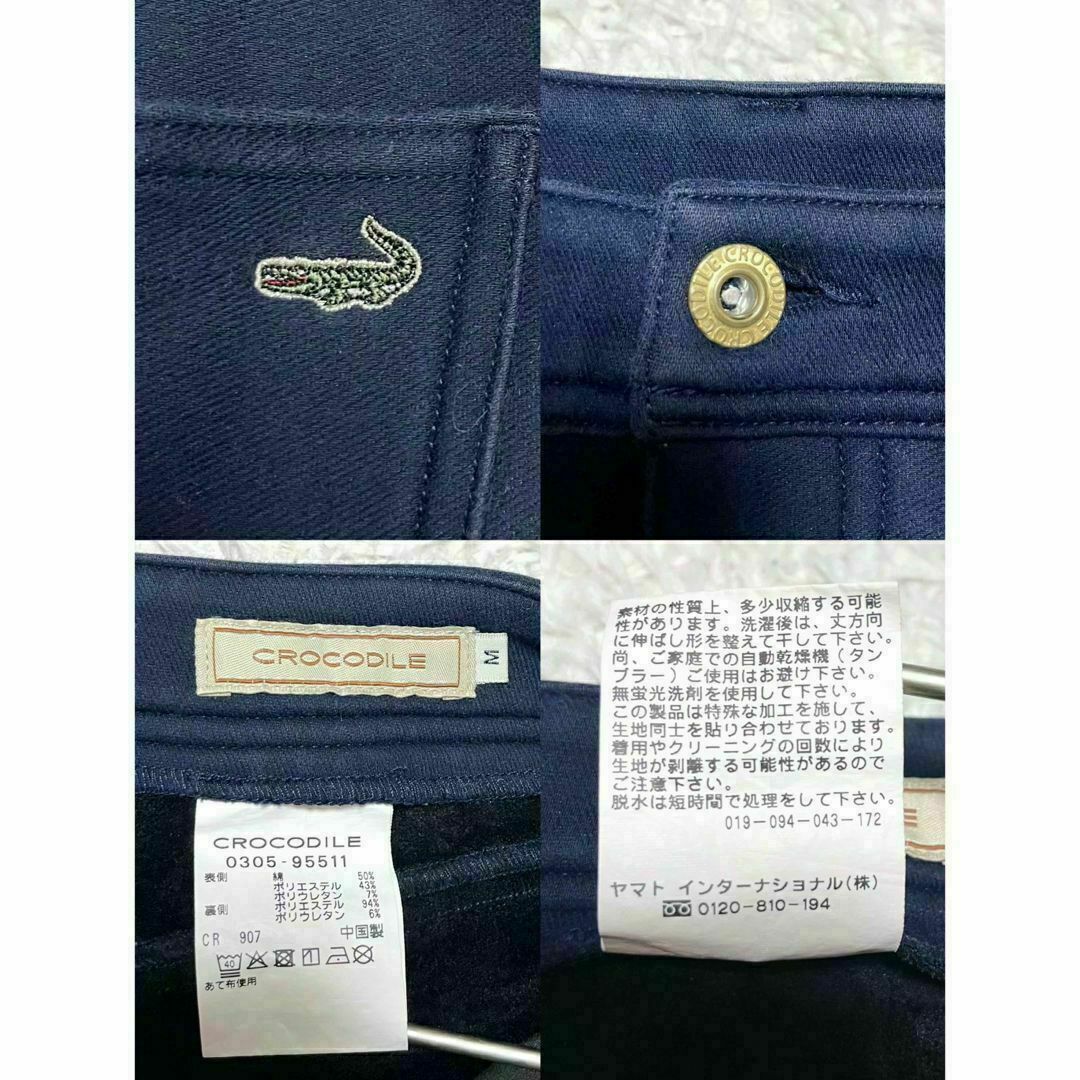 CROCODILE CROCODILE
CROCODILE
M
CROCODILE
0305-95511
表側 綿 50%
ポリエステル 43%
ポリウレタン 7%
裏側 ポリエステル 94%
ポリウレタン 6%
CR 907 中国製
40
あて布使用
素材の性質上、多少収縮する可能
性があります。洗濯後は、丈方向
に伸ばし形を整えて干して下さい。
尚、ご家庭での自動乾燥機(タン
ブラー)ご使用はお避け下さい。
無蛍光洗剤を使用して下さい。
この製品は特殊な加工を施して、
生地同士を貼り合わせております。
着用やクリーニングの回数により
生地が剥離する可能性があるので
ご注意下さい。
脱水は短時間で処理をして下さい。
019-094-043-172
ヤマト インターナショナル(株)
0120-810-194